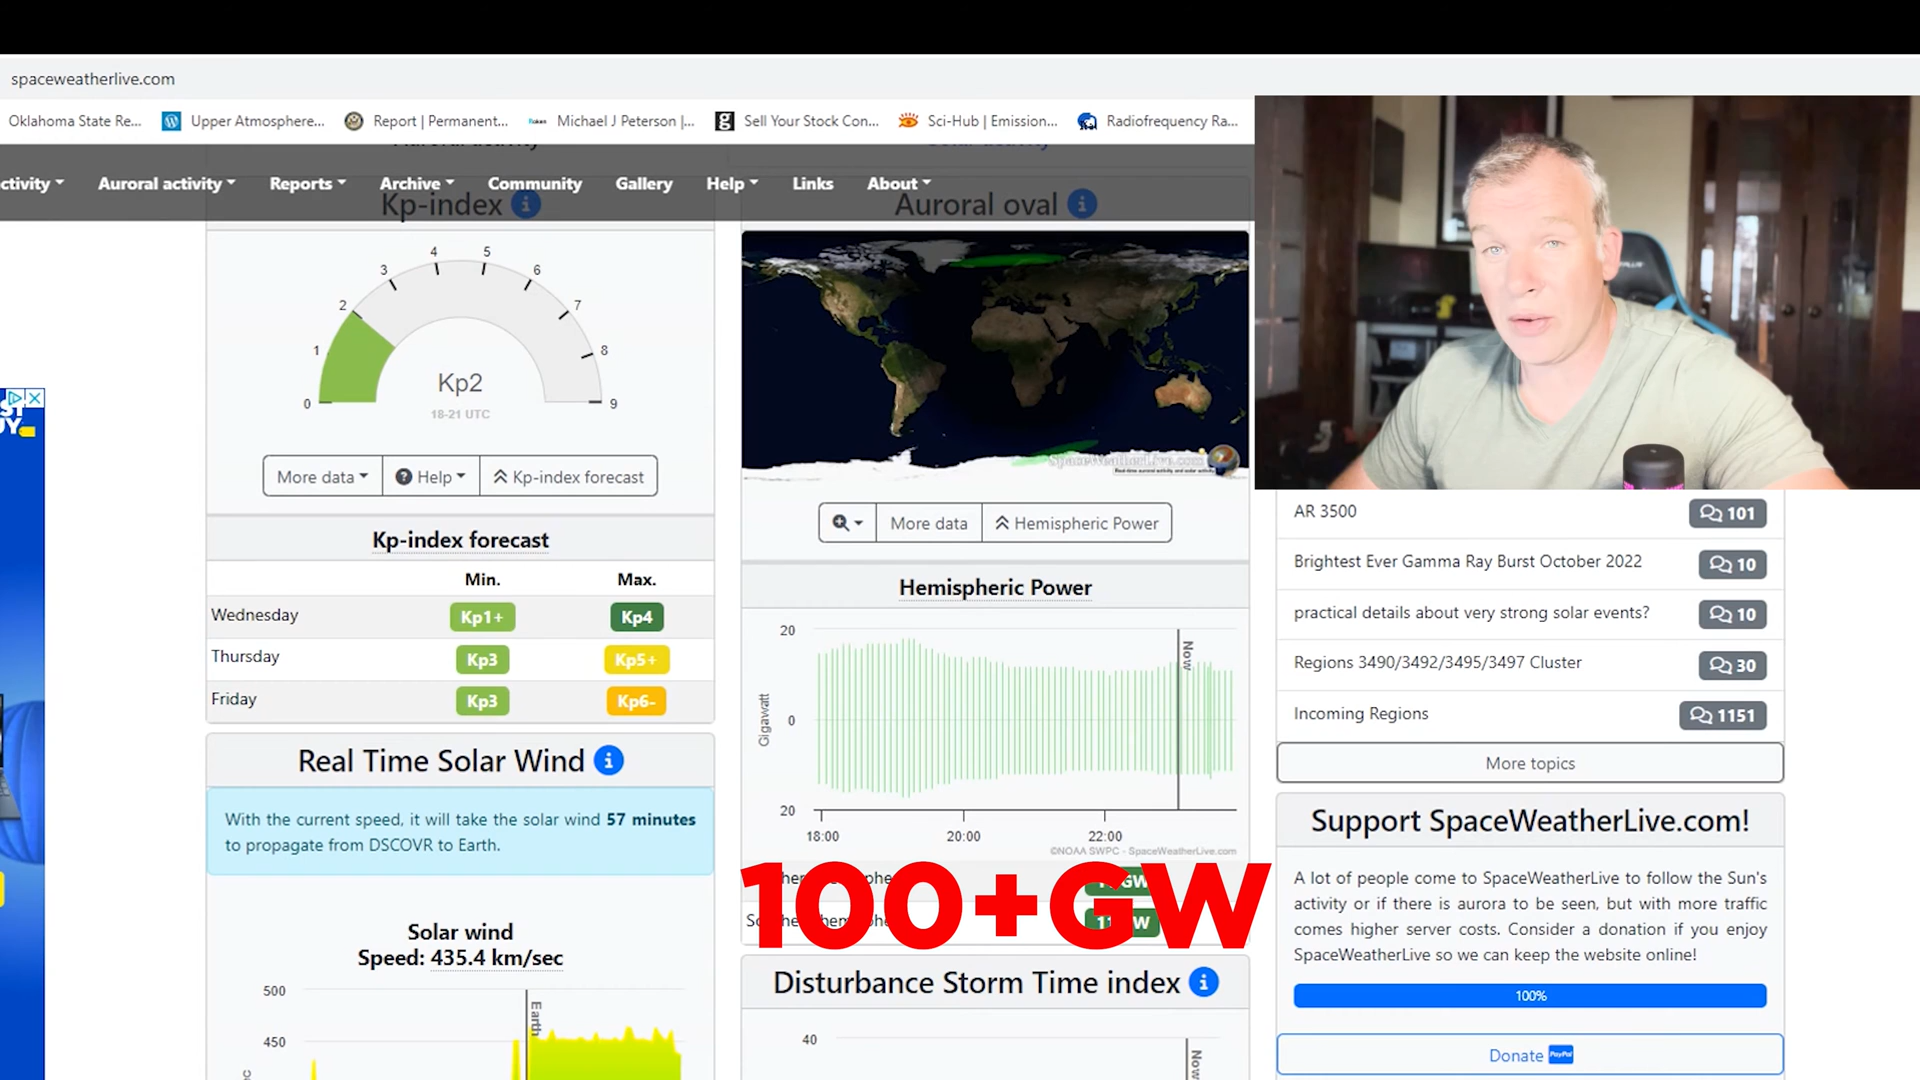 spaceweatherlive.com
Oklahoma State Re... Upper Atmosphere... Report | Permanent... Michael J Peterson |... Sell Your Stock Con... Sci-Hub | Emission... Radiofrequency Ra...
ctivity Auroral activity Reports Archive Community Gallery Help Links About
Kp-index
0 1 2 3 4 5 6 7 8 9
Kp2
18-21 UTC
More data Help Kp-index forecast
Kp-index forecast
Min. Max.
Wednesday Kp1+ Kp4
Thursday Kp3 Kp5+
Friday Kp3 Kp6-
Real Time Solar Wind
With the current speed, it will take the solar wind 57 minutes
to propagate from DSCOVR to Earth.
Solar wind
Speed: 435.4 km/sec
500
450
Earth
Auroral oval
SpaceWeatherLive.com
More data Hemispheric Power
Hemispheric Power
20
0
20
Gigawatt
Now
18:00 20:00 22:00
©NOAA SWPC - SpaceWeatherLive.com
100+GW
Disturbance Storm Time index
40
Now
AR 3500 101
Brightest Ever Gamma Ray Burst October 2022 10
practical details about very strong solar events? 10
Regions 3490/3492/3495/3497 Cluster 30
Incoming Regions 1151
More topics
Support SpaceWeatherLive.com!
A lot of people come to SpaceWeatherLive to follow the Sun's
activity or if there is aurora to be seen, but with more traffic
comes higher server costs. Consider a donation if you enjoy
SpaceWeatherLive so we can keep the website online!
100%
Donate PayPal